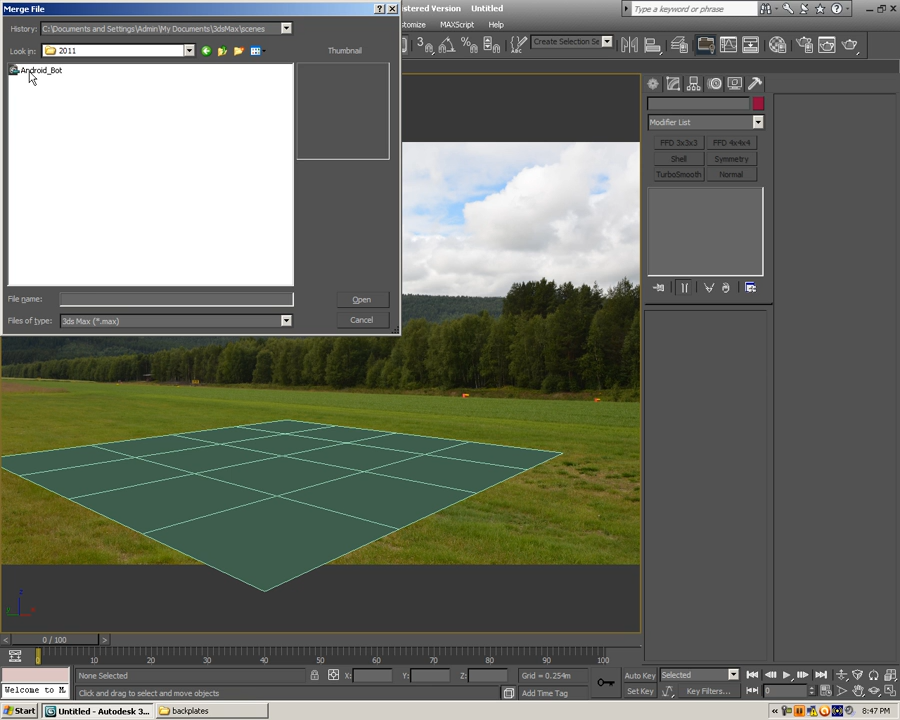 Merge File
stered Version Untitled
Type a keyword or phrase
History: C:\Documents and Settings\Admin\My Documents\3dsMax\scenes
ustomize MAXScript Help
Look in: 2011
Thumbnail
3
Create Selection Se
Android_Bot
Modifier List
FFD 3x3x3 FFD 4x4x4
Shell Symmetry
TurboSmooth Normal
File name: Open
Files of type: 3ds Max (*.max) Cancel
z
y x
< 0 / 100 >
0 10 20 30 40 50 60 70 80 90 100
None Selected X: Y: Z: Grid = 0.254m Auto Key Selected
Welcome to M Click and drag to select and move objects Add Time Tag Set Key Key Filters... 0
Start Untitled - Autodesk 3... backplates 8:47 PM